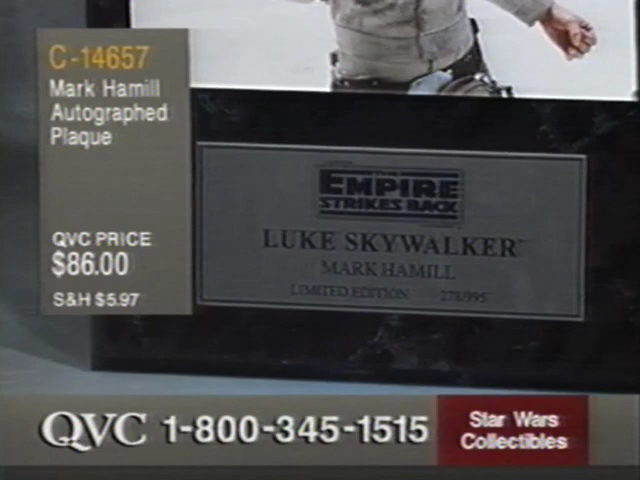 C-14657
Mark Hamill
Autographed
Plaque
QVC PRICE
$86.00
S&H $5.97
THE
EMPIRE
STRIKES BACK
LUKE SKYWALKER™
MARK HAMILL
LIMITED EDITION 278/995
QVC 1-800-345-1515
Star Wars
Collectibles